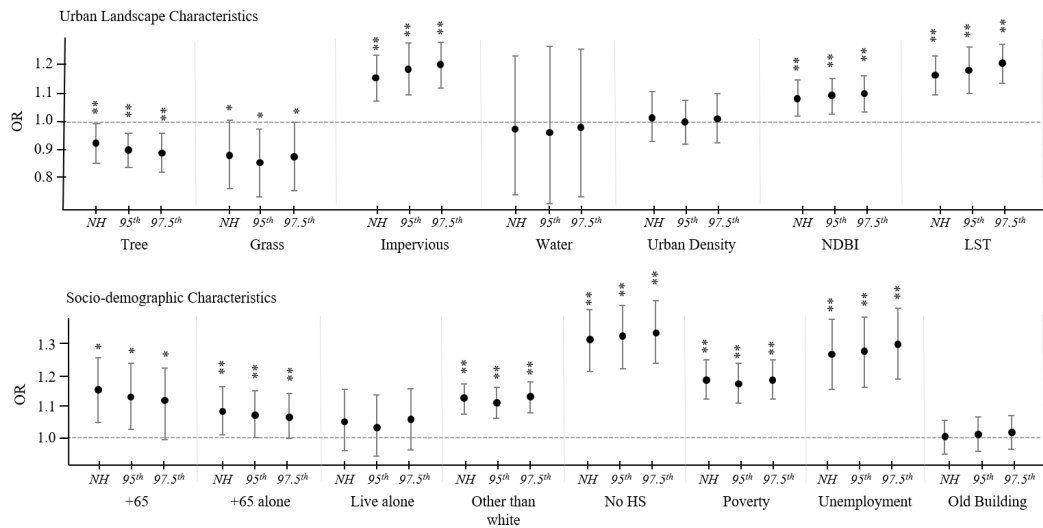 Urban Landscape Characteristics
** ** ** * * * ** ** ** ** ** ** ** ** **
OR
1.2
1.1
1.0
0.9
0.8
NH 95th 97.5th NH 95th 97.5th NH 95th 97.5th NH 95th 97.5th NH 95th 97.5th NH 95th 97.5th NH 95th 97.5th
Tree Grass Impervious Water Urban Density NDBI LST
Socio-demographic Characteristics
* * * ** ** ** ** ** ** ** ** ** ** ** ** ** ** **
OR
1.3
1.2
1.1
1.0
NH 95th 97.5th NH 95th 97.5th NH 95th 97.5th NH 95th 97.5th NH 95th 97.5th NH 95th 97.5th NH 95th 97.5th NH 95th 97.5th
+65 +65 alone Live alone Other than No HS Poverty Unemployment Old Building
white